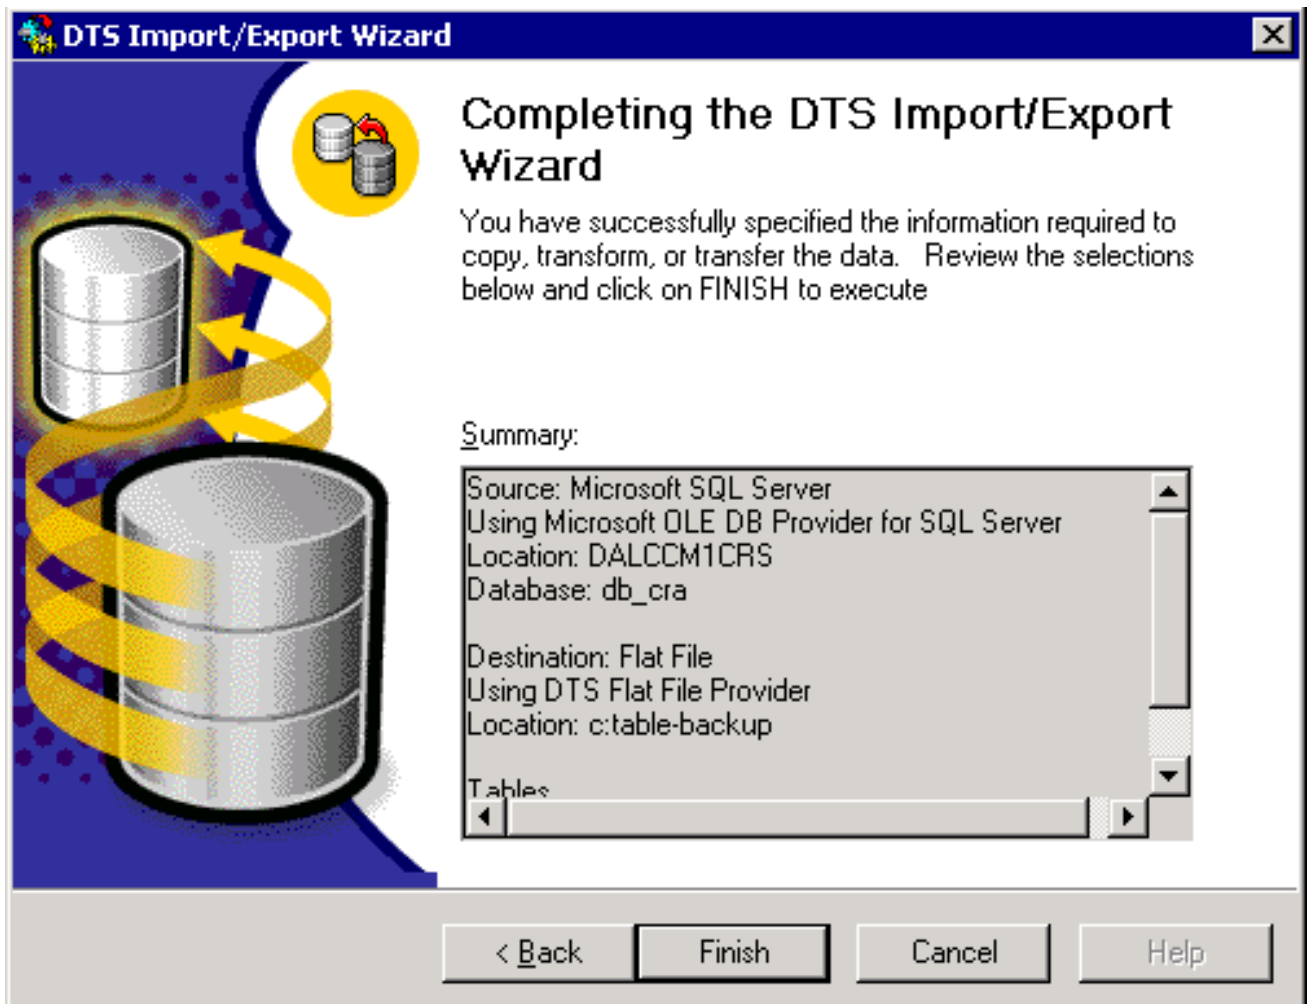 DTS Import/Export Wizard
Completing the DTS Import/Export
Wizard
You have successfully specified the information required to
copy, transform, or transfer the data.   Review the selections
below and click on FINISH to execute
Summary:
Source: Microsoft SQL Server
Using Microsoft OLE DB Provider for SQL Server
Location: DALCCM1CRS
Database: db_cra
Destination: Flat File
Using DTS Flat File Provider
Location: c:table-backup
Tables
< Back
Finish
Cancel
Help